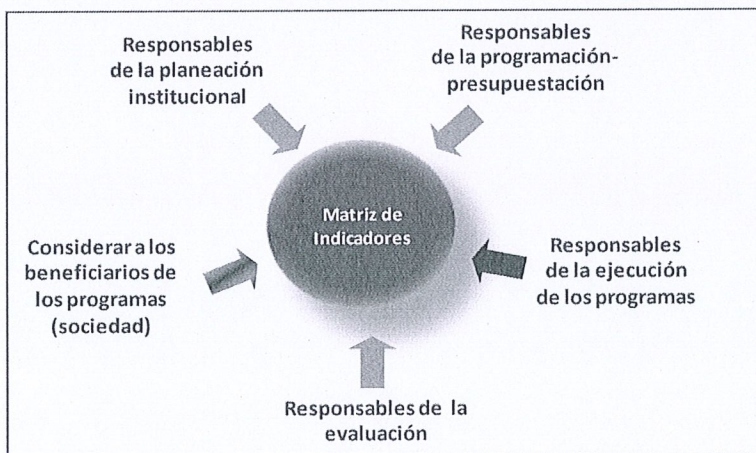 Responsables
de la planeación
institucional
Responsables
de la programación-
presupuestación
Matriz de
Indicadores
Considerar a los
beneficiarios de
los programas
(sociedad)
Responsables
de la ejecución
de los programas
Responsables de la
evaluación